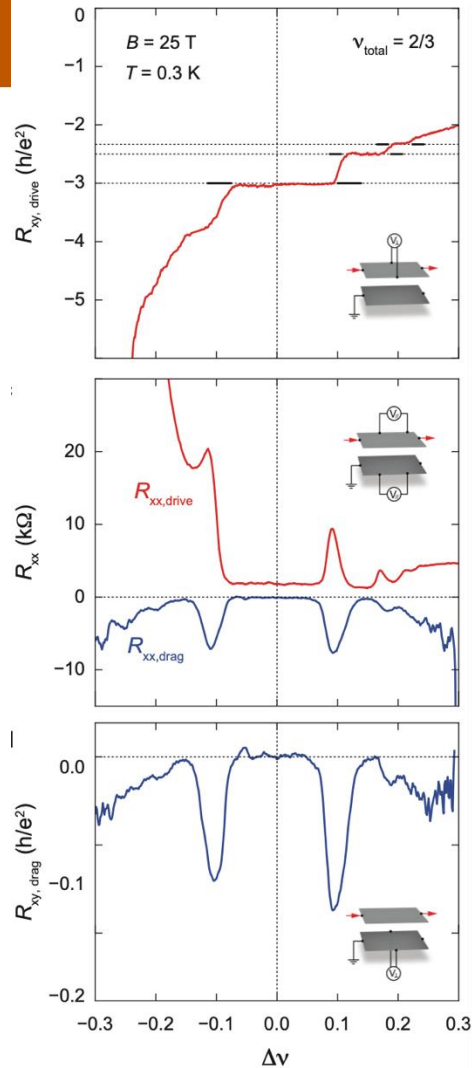 0
B = 25 T
ν_total = 2/3
−1
T = 0.3 K
−2
−3
−4
−5
R_xy, drive (h/e²)
V
20
10
0
−10
R_xx (kΩ)
R_xx,drive
R_xx,drag
V
V
0.0
−0.1
−0.2
R_xy, drag (h/e²)
V
−0.3 −0.2 −0.1 0.0 0.1 0.2 0.3
Δν